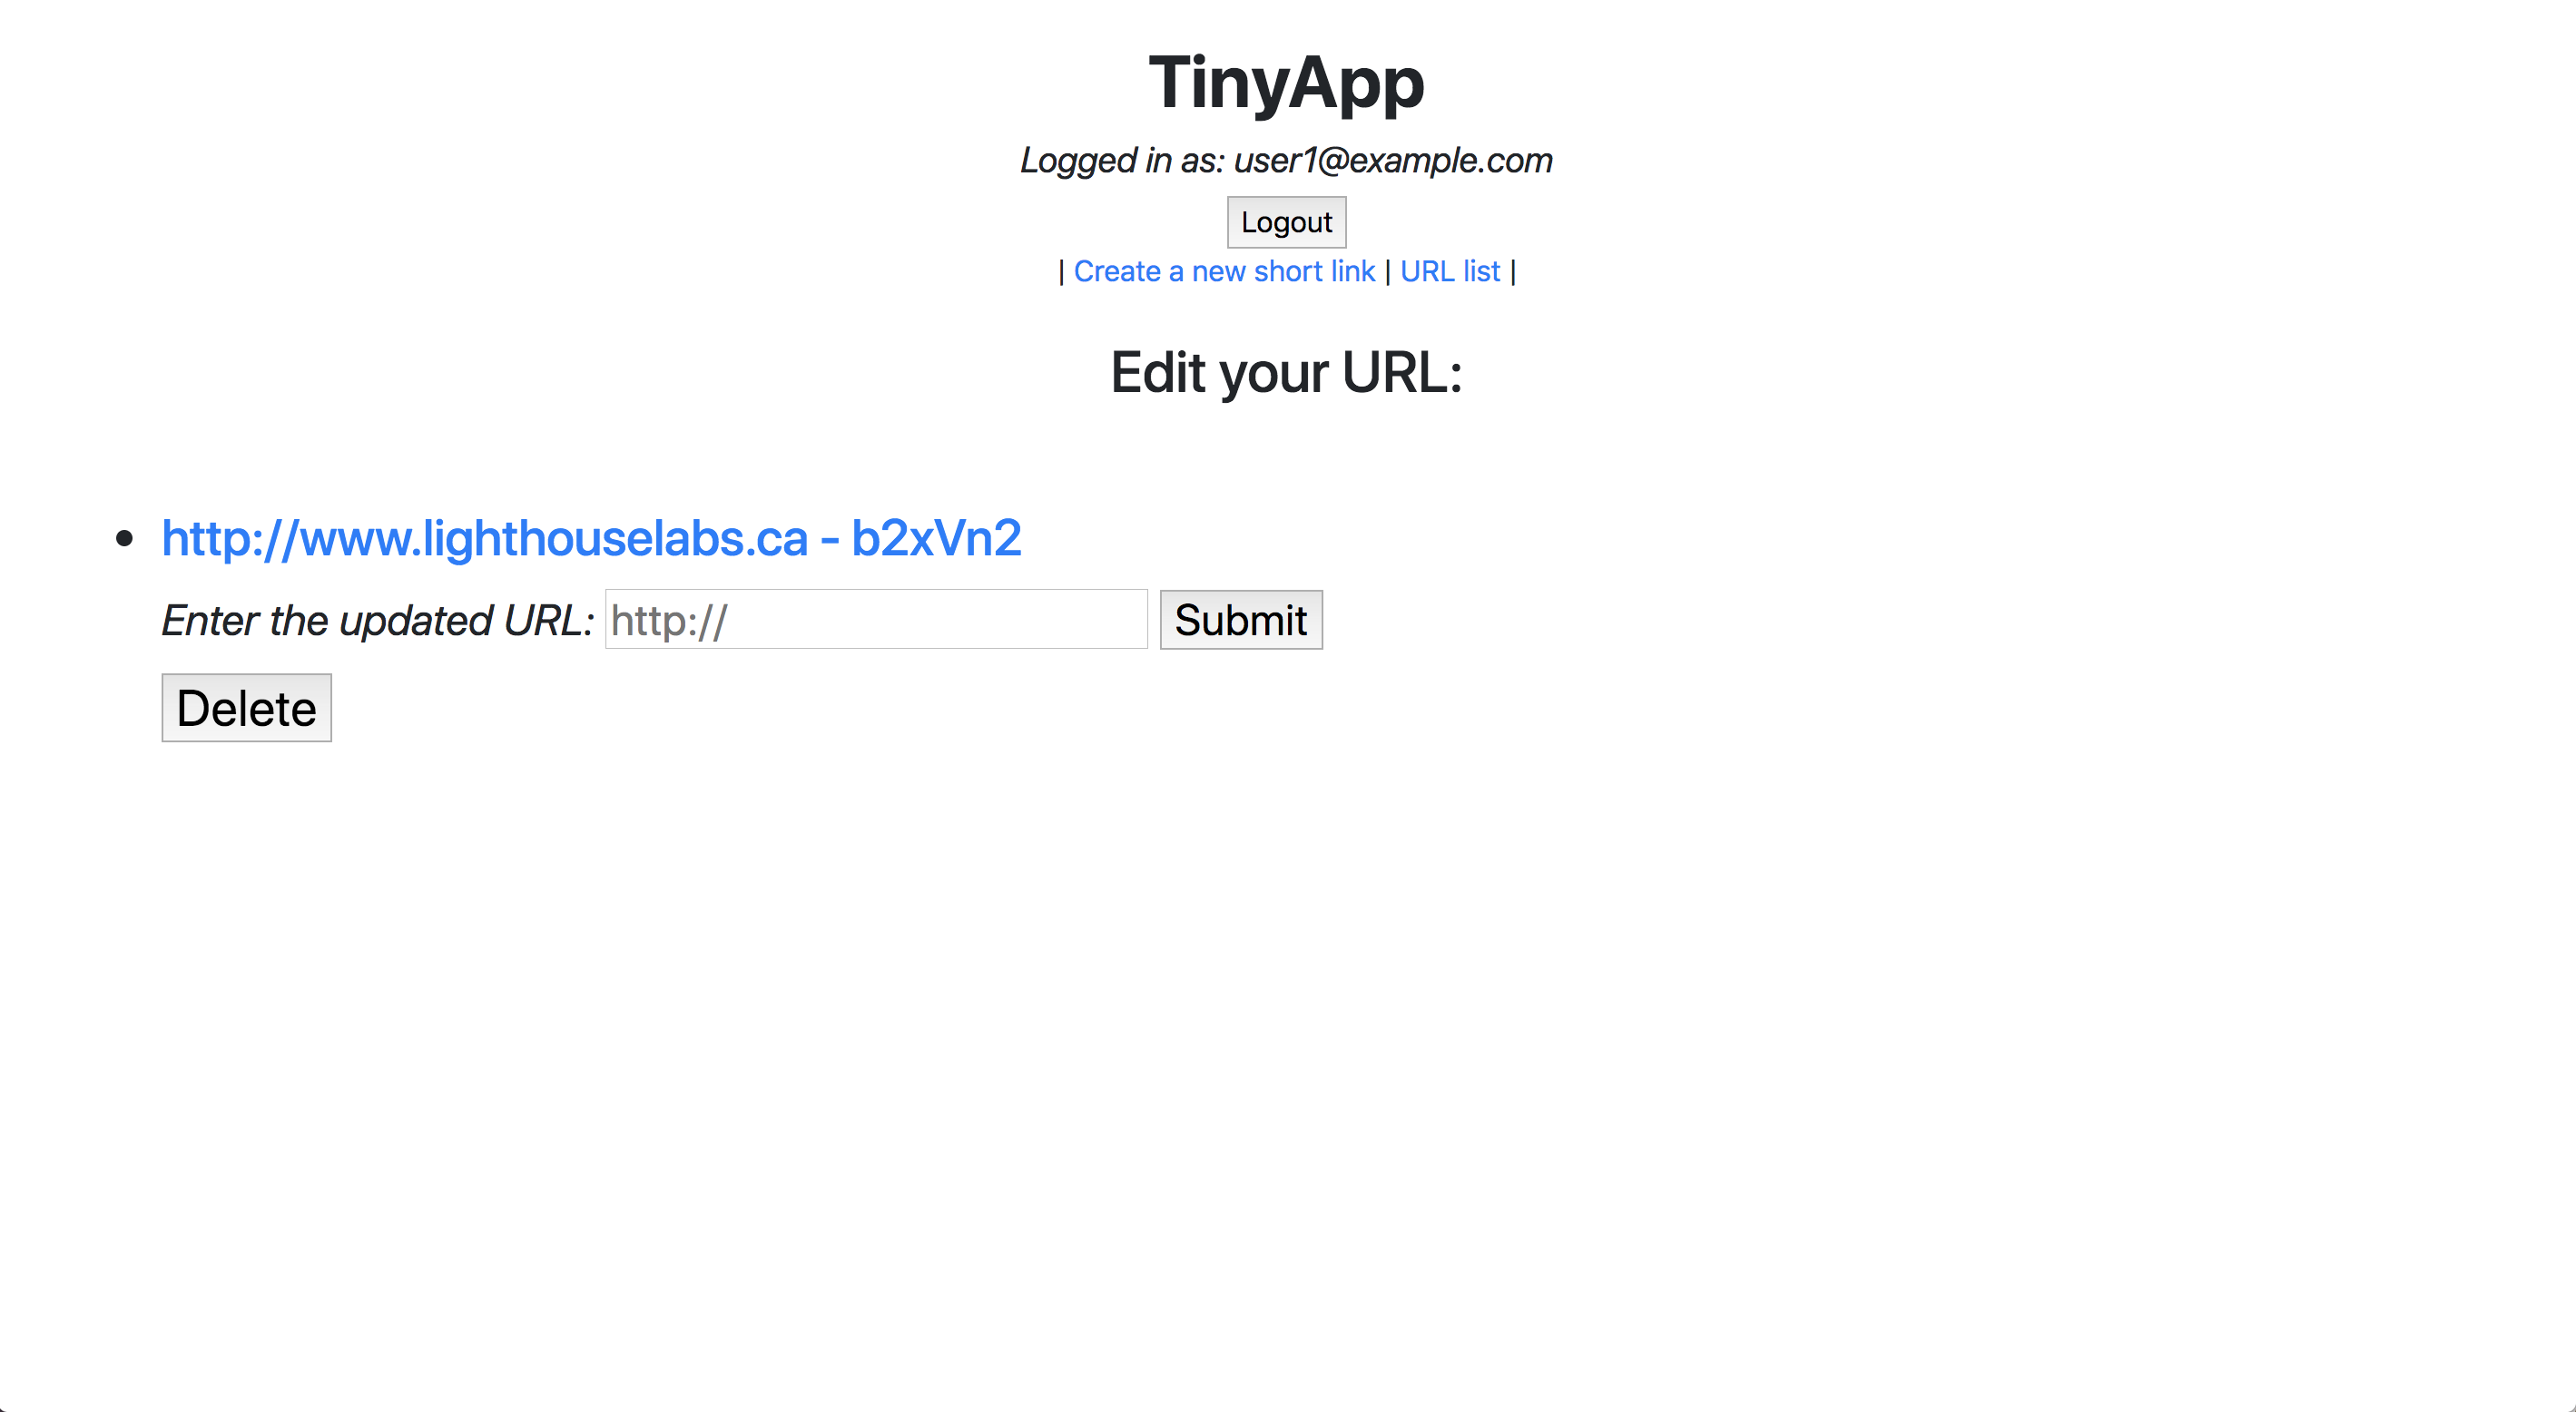 TinyApp
Logged in as: user1@example.com
Logout
| Create a new short link | URL list |
Edit your URL:
• http://www.lighthouselabs.ca - b2xVn2
Enter the updated URL: http:// Submit
Delete